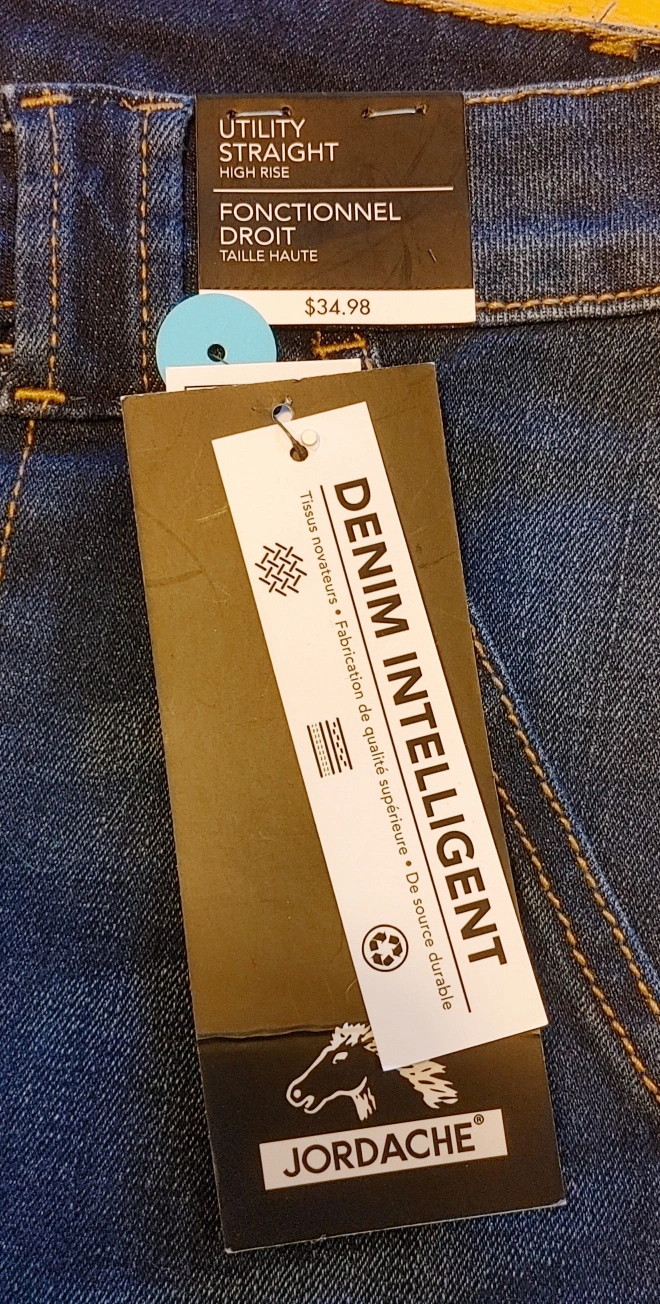 UTILITY
STRAIGHT
HIGH RISE
FONCTIONNEL
DROIT
TAILLE HAUTE
$34.98
DENIM INTELLIGENT
Tissus novateurs • Fabrication de qualité supérieure • De source durable
JORDACHE®